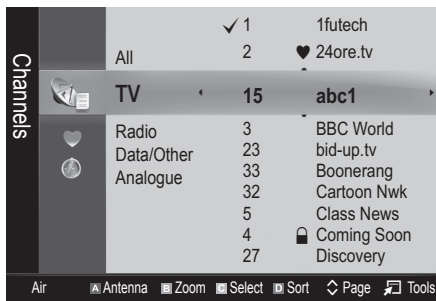 Channels
1 1futech
All 2 ♥ 24ore.tv
TV 15 abc1
Radio 3 BBC World
Data/Other 23 bid-up.tv
Analogue 33 Boonerang
32 Cartoon Nwk
5 Class News
4 Coming Soon
27 Discovery
Air A Antenna B Zoom C Select D Sort Page Tools